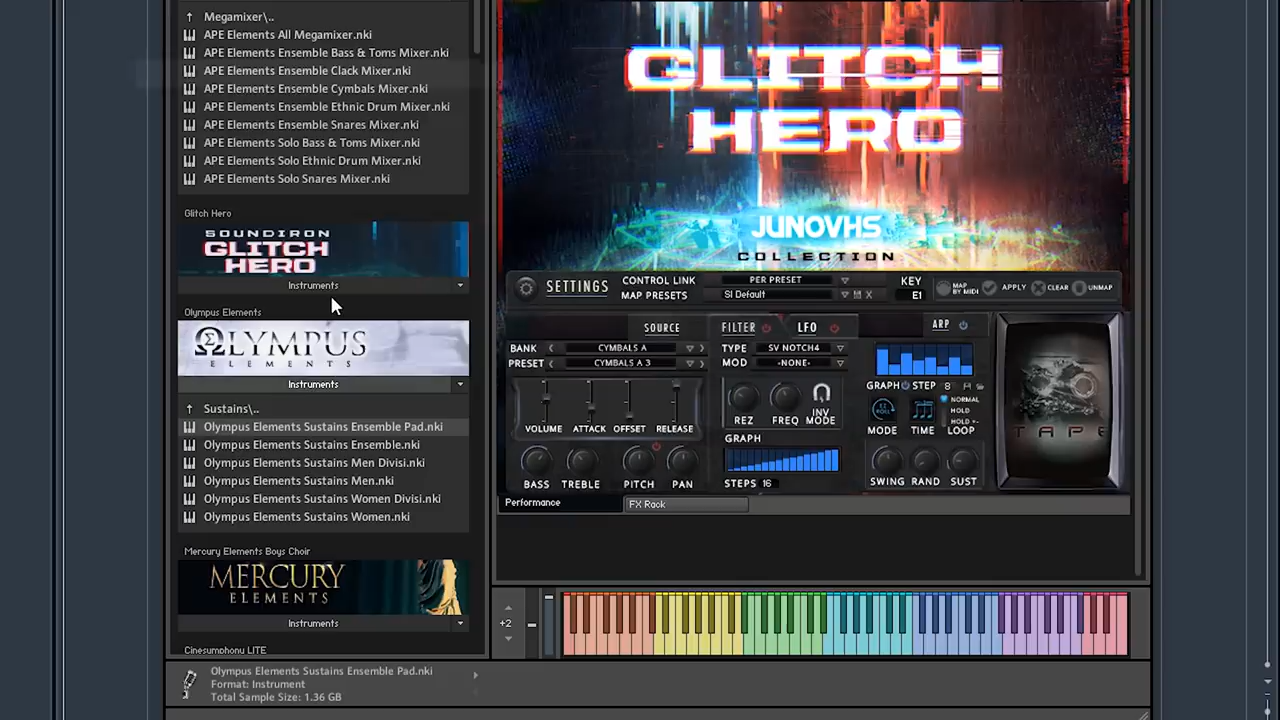 Megamixer\..
APE Elements All Megamixer.nki
APE Elements Ensemble Bass & Toms Mixer.nki
APE Elements Ensemble Clack Mixer.nki
APE Elements Ensemble Cymbals Mixer.nki
APE Elements Ensemble Ethnic Drum Mixer.nki
APE Elements Ensemble Snares Mixer.nki
APE Elements Solo Bass & Toms Mixer.nki
APE Elements Solo Ethnic Drum Mixer.nki
APE Elements Solo Snares Mixer.nki
Glitch Hero
SOUNDIRON
GLITCH
HERO
Instruments
Olympus Elements
OLYMPUS
ELEMENTS
Instruments
Sustains\..
Olympus Elements Sustains Ensemble Pad.nki
Olympus Elements Sustains Ensemble.nki
Olympus Elements Sustains Men Divisi.nki
Olympus Elements Sustains Men.nki
Olympus Elements Sustains Women Divisi.nki
Olympus Elements Sustains Women.nki
Mercury Elements Boys Choir
MERCURY
ELEMENTS
Instruments
Cinesumphonu LITE
Olympus Elements Sustains Ensemble Pad.nki
Format: Instrument
Total Sample Size: 1.36 GB
GLITCH
HERO
JUNOVHS
COLLECTION
SETTINGS
CONTROL LINK PER PRESET
MAP PRESETS SI Default X
KEY
E1
MAP BY MIDI APPLY CLEAR UNMAP
SOURCE
BANK CYMBALS A
PRESET CYMBALS A 3
VOLUME ATTACK OFFSET RELEASE
BASS TREBLE PITCH PAN
FILTER LFO
TYPE SV NOTCH4
MOD -NONE-
REZ FREQ INV MODE
GRAPH
STEPS 16
ARP
GRAPH STEP 8
NORMAL
HOLD
HOLD +-
MODE TIME LOOP
SWING RAND SUST
TAPE
Performance FX Rack
+2